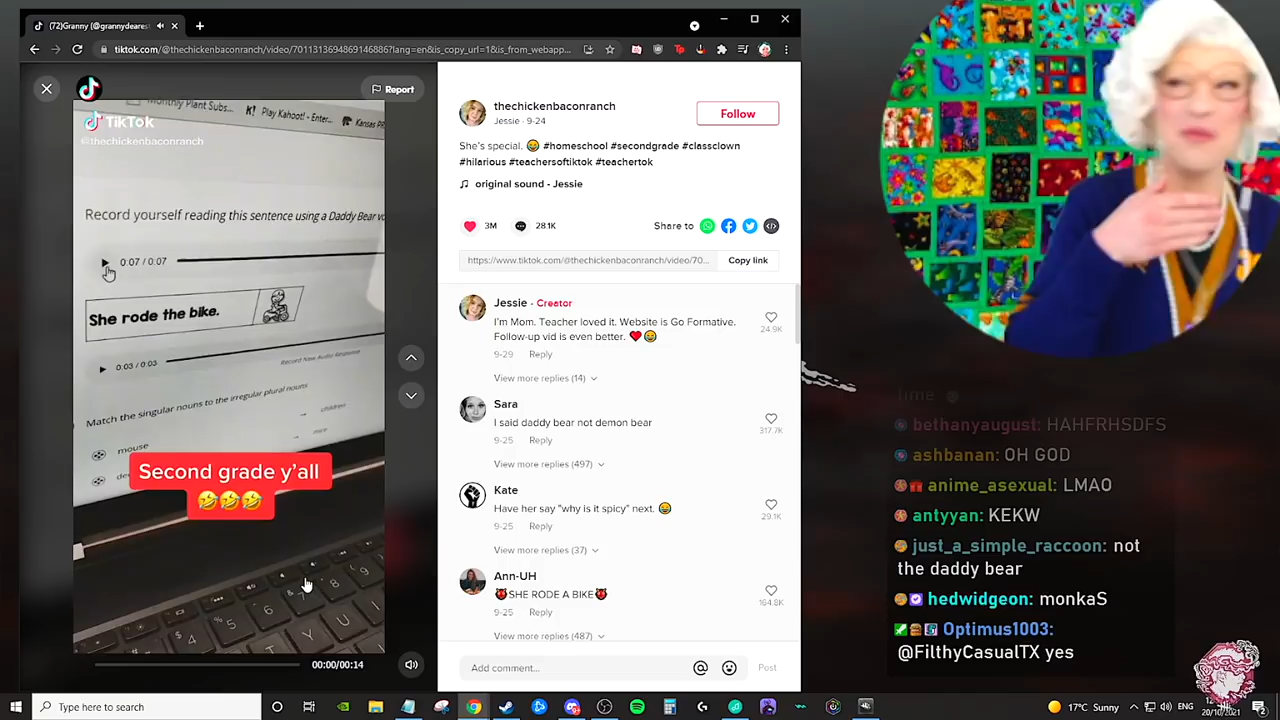 (72)Granny (@grannydeares
tiktok.com/@thechickenbaconranch/video/7011313694869146886?lang=en&is_copy_url=1&is_from_webapp...
Report
TikTok
@thechickenbaconranch
Monthly Plant Subs...
K! Play Kahoot! - Enter...
Kansas PR
Record yourself reading this sentence using a Daddy Bear vo
0:07 / 0:07
She rode the bike.
0:03 / 0:03
Record New Audio Response
Match the singular nouns to the irregular plural nouns
children
mouse
mice
Second grade y'all
🤣🤣🤣
00:00/00:14
thechickenbaconranch
Jessie · 9-24
Follow
She's special. 😂 #homeschool #secondgrade #classclown
#hilarious #teachersoftiktok #teachertok
original sound - Jessie
3M
28.1K
Share to
https://www.tiktok.com/@thechickenbaconranch/video/70...
Copy link
Jessie - Creator
I'm Mom. Teacher loved it. Website is Go Formative.
Follow-up vid is even better. ❤️😂
24.9K
9-29 Reply
View more replies (14)
Sara
I said daddy bear not demon bear
317.7K
9-25 Reply
View more replies (497)
Kate
Have her say "why is it spicy" next. 😂
29.1K
9-25 Reply
View more replies (37)
Ann-UH
👹SHE RODE A BIKE👹
164.8K
9-25 Reply
View more replies (487)
Add comment...
Post
Time
bethanyaugust: HAHFRHSDFS
ashbanan: OH GOD
anime_asexual: LMAO
antyyan: KEKW
just_a_simple_raccoon: not
the daddy bear
hedwidgeon: monkaS
Optimus1003:
@FilthyCasualTX yes
Type here to search
17°C Sunny
ENG
20/10/2021